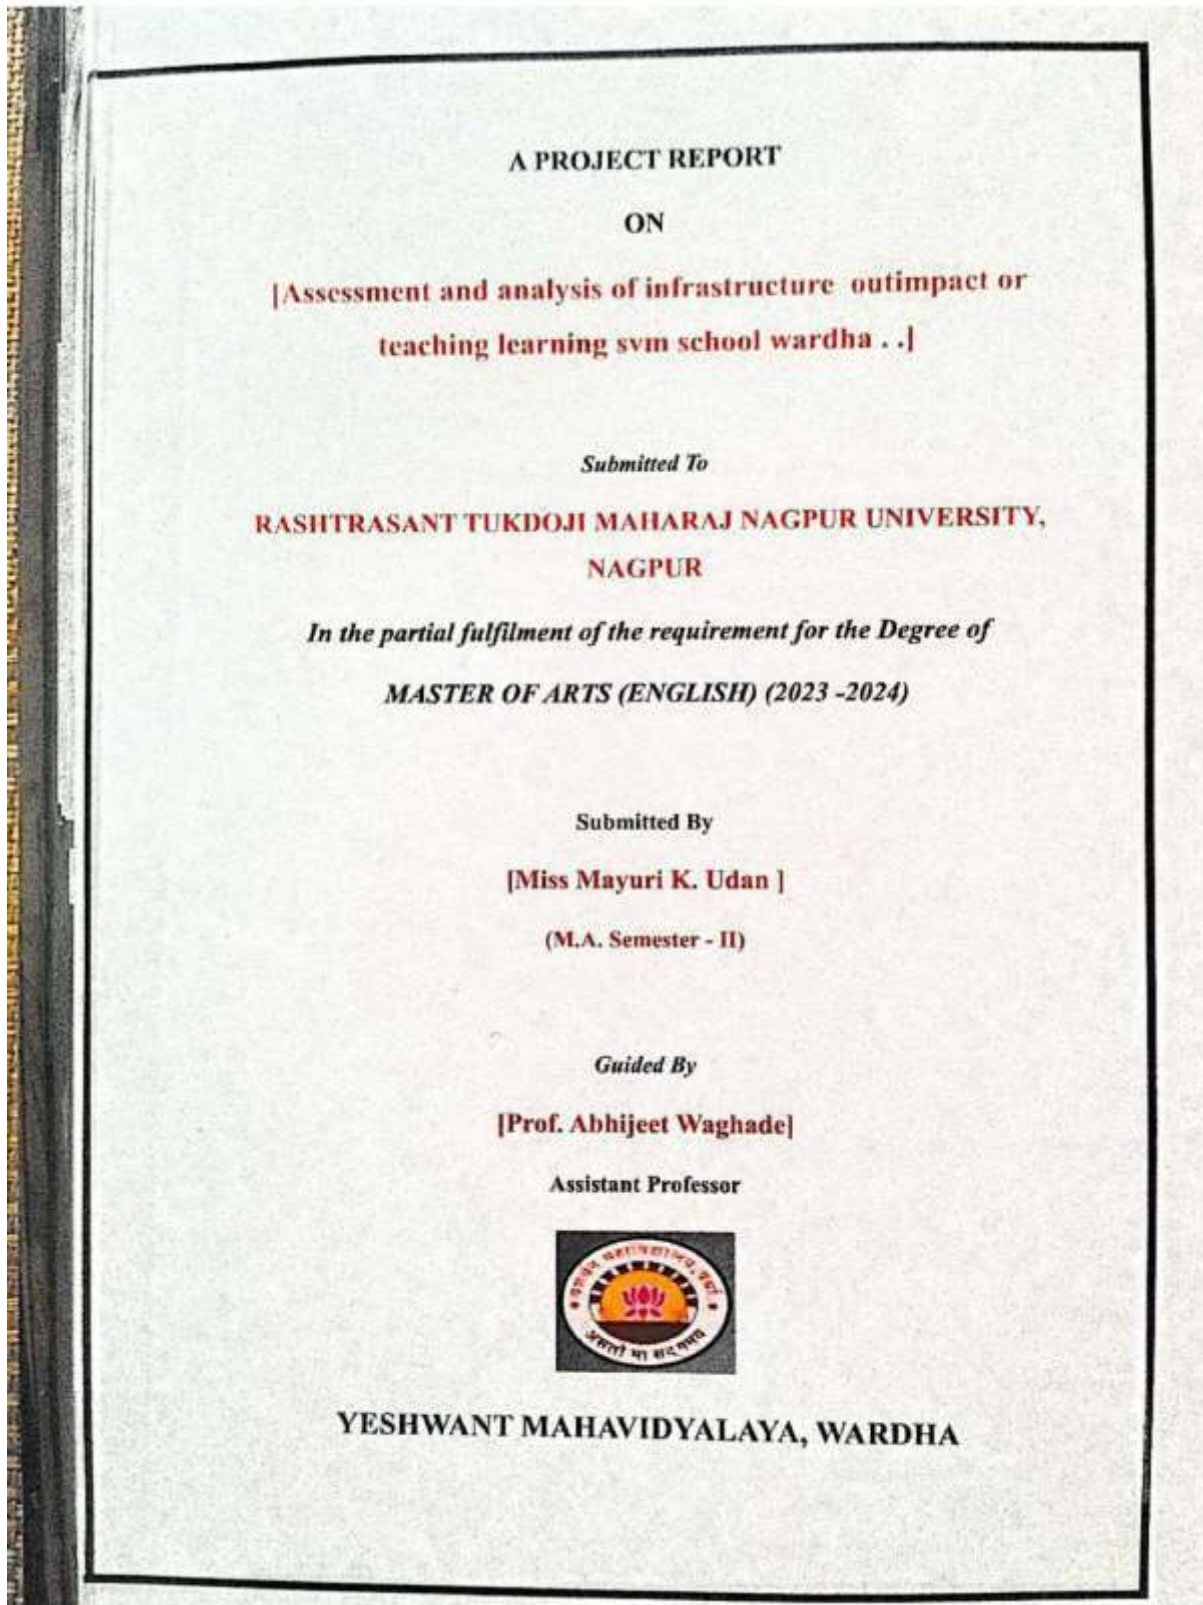 A PROJECT REPORT
ON
[Assessment and analysis of infrastructure outimpact or
teaching learning svm school wardha . .]
Submitted To
RASHTRASANT TUKDOJI MAHARAJ NAGPUR UNIVERSITY,
NAGPUR
In the partial fulfilment of the requirement for the Degree of
MASTER OF ARTS (ENGLISH) (2023 -2024)
Submitted By
[Miss Mayuri K. Udan ]
(M.A. Semester - II)
Guided By
[Prof. Abhijeet Waghade]
Assistant Professor
असतो मा सद् गमय
YESHWANT MAHAVIDYALAYA, WARDHA